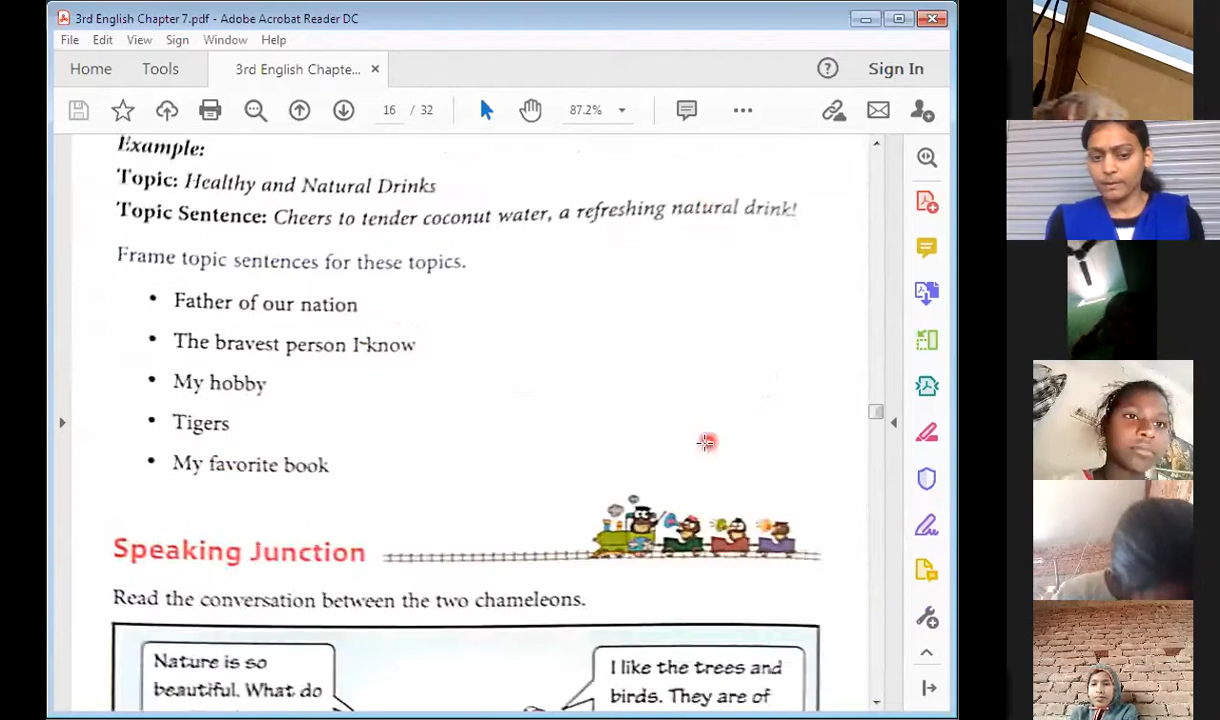 3rd English Chapter 7.pdf - Adobe Acrobat Reader DC
File Edit View Sign Window Help
Home Tools 3rd English Chapte... × Sign In
16 / 32 87.2%
Example:
Topic: Healthy and Natural Drinks
Topic Sentence: Cheers to tender coconut water, a refreshing natural drink!
Frame topic sentences for these topics.
• Father of our nation
• The bravest person I know
• My hobby
• Tigers
• My favorite book
Speaking Junction
Read the conversation between the two chameleons.
Nature is so
beautiful. What do
I like the trees and
birds. They are of